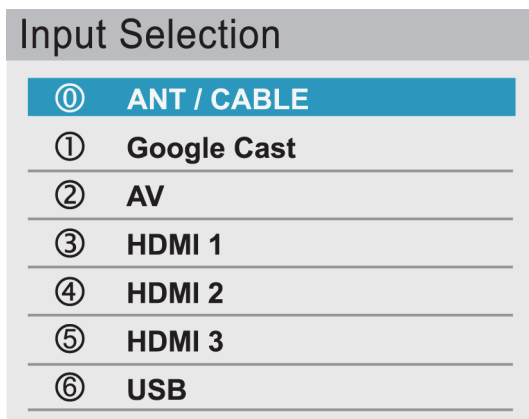 Input Selection
⓪ ANT / CABLE
① Google Cast
② AV
③ HDMI 1
④ HDMI 2
⑤ HDMI 3
⑥ USB